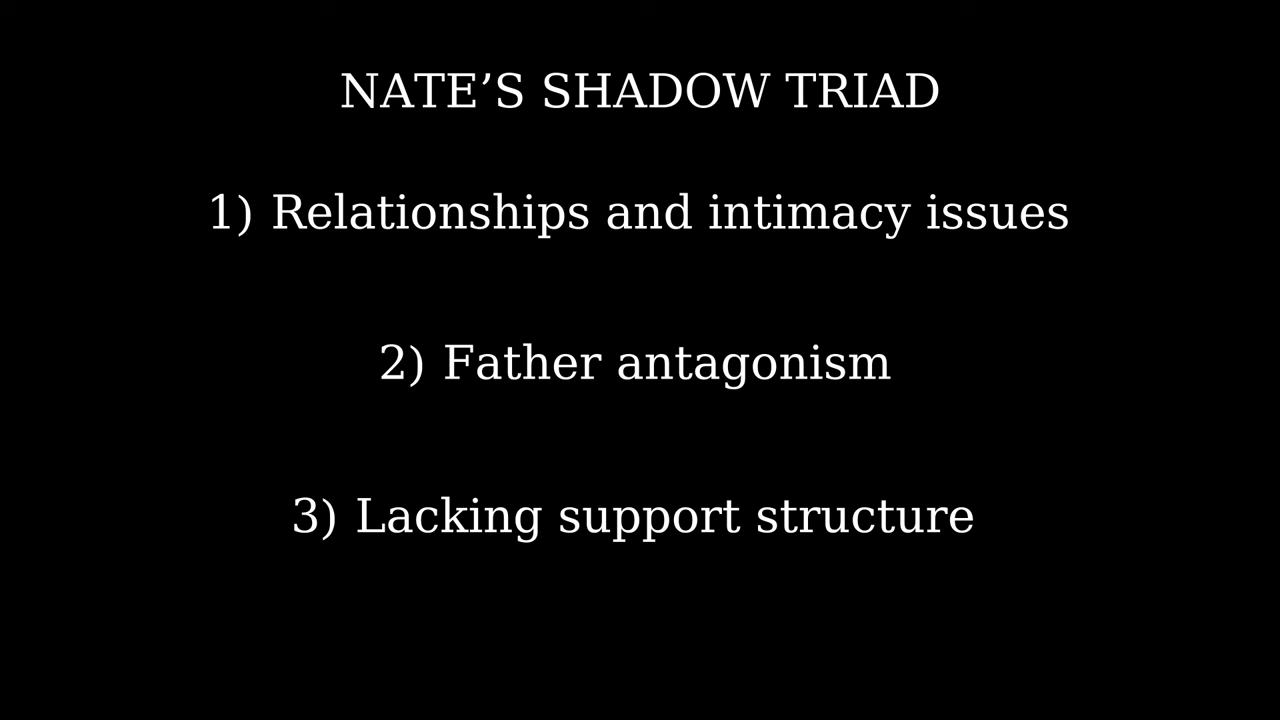 NATE’S SHADOW TRIAD
1) Relationships and intimacy issues
2) Father antagonism
3) Lacking support structure